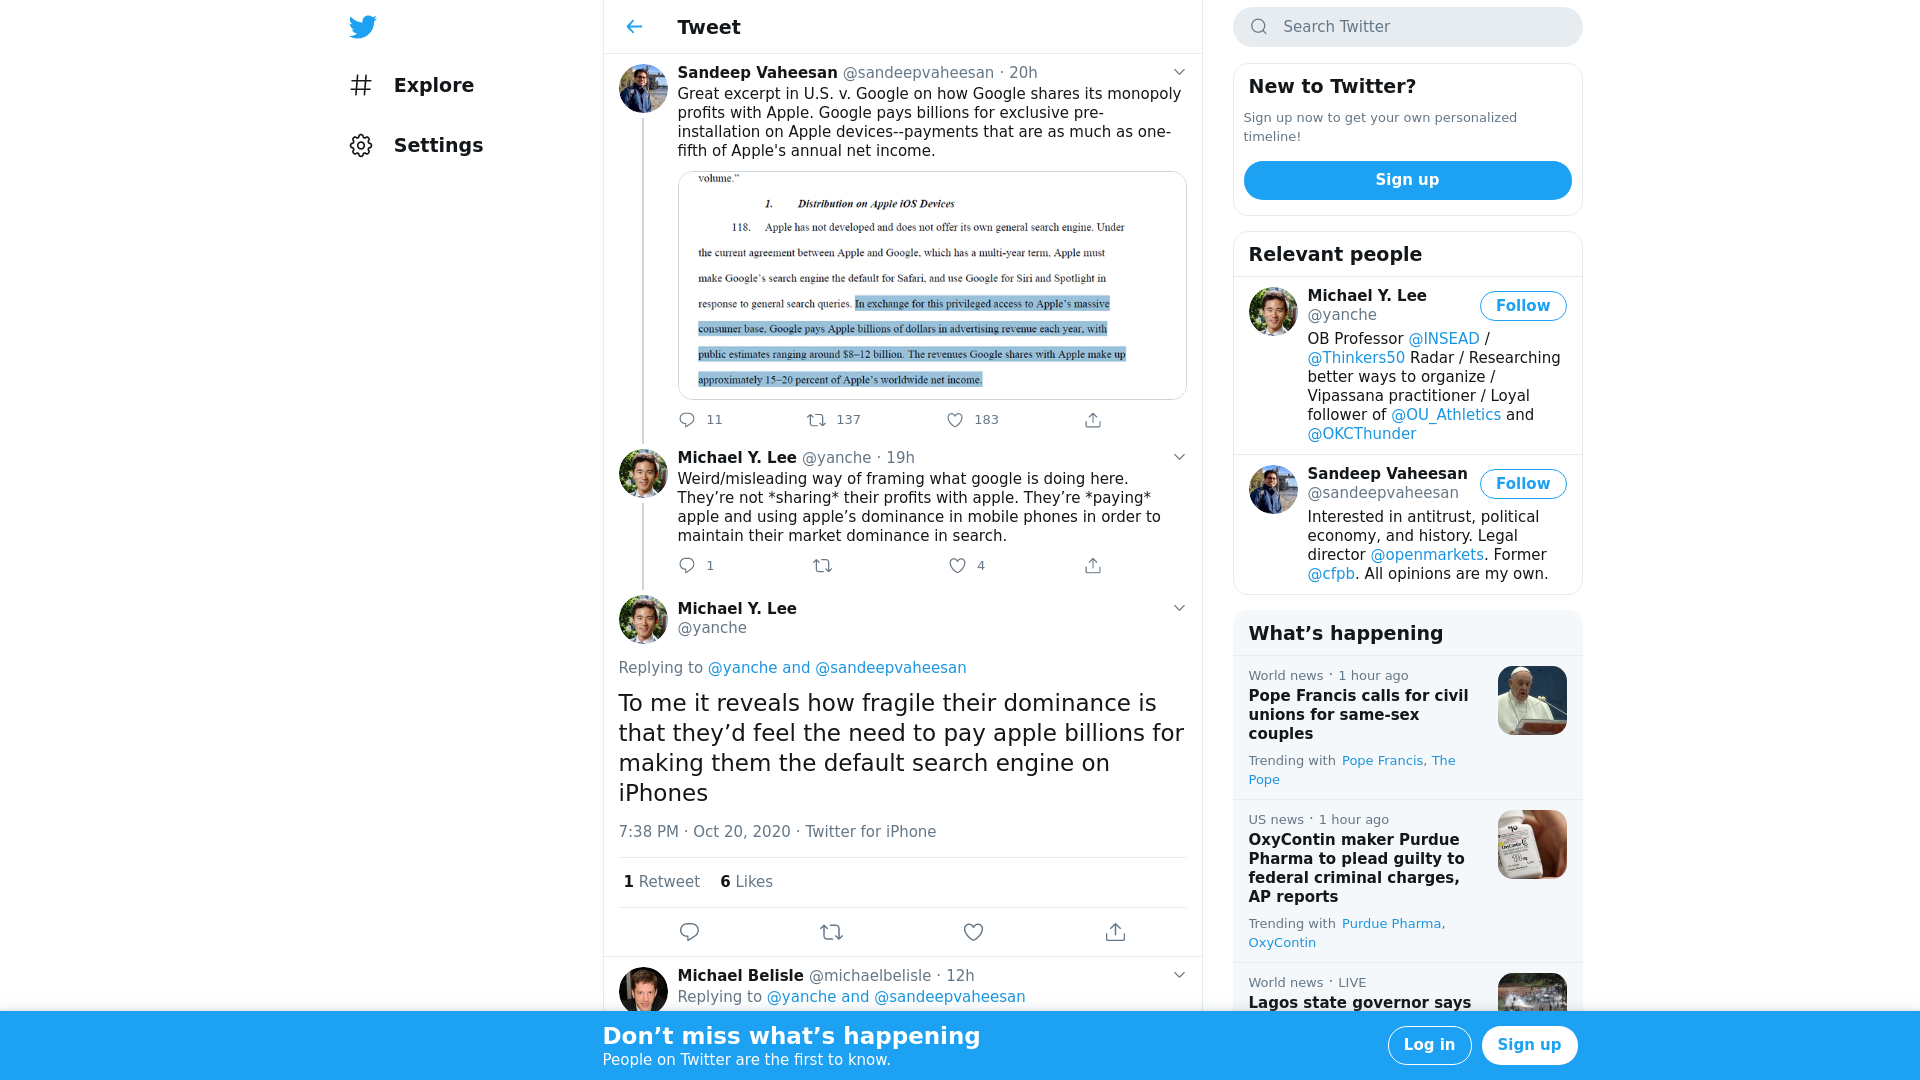 Explore
Settings
Tweet
Sandeep Vaheesan @sandeepvaheesan · 20h
Great excerpt in U.S. v. Google on how Google shares its monopoly
profits with Apple. Google pays billions for exclusive pre-
installation on Apple devices--payments that are as much as one-
fifth of Apple's annual net income.
volume.”
1. Distribution on Apple iOS Devices
118. Apple has not developed and does not offer its own general search engine. Under
the current agreement between Apple and Google, which has a multi-year term, Apple must
make Google’s search engine the default for Safari, and use Google for Siri and Spotlight in
response to general search queries. In exchange for this privileged access to Apple’s massive
consumer base, Google pays Apple billions of dollars in advertising revenue each year, with
public estimates ranging around $8–12 billion. The revenues Google shares with Apple make up
approximately 15–20 percent of Apple’s worldwide net income.
11 137 183
Michael Y. Lee @yanche · 19h
Weird/misleading way of framing what google is doing here.
They’re not *sharing* their profits with apple. They’re *paying*
apple and using apple’s dominance in mobile phones in order to
maintain their market dominance in search.
1 4
Michael Y. Lee
@yanche
Replying to @yanche and @sandeepvaheesan
To me it reveals how fragile their dominance is
that they’d feel the need to pay apple billions for
making them the default search engine on
iPhones
7:38 PM · Oct 20, 2020 · Twitter for iPhone
1 Retweet 6 Likes
Michael Belisle @michaelbelisle · 12h
Replying to @yanche and @sandeepvaheesan
Search Twitter
New to Twitter?
Sign up now to get your own personalized
timeline!
Sign up
Relevant people
Michael Y. Lee
@yanche
Follow
OB Professor @INSEAD /
@Thinkers50 Radar / Researching
better ways to organize /
Vipassana practitioner / Loyal
follower of @OU_Athletics and
@OKCThunder
Sandeep Vaheesan
@sandeepvaheesan
Follow
Interested in antitrust, political
economy, and history. Legal
director @openmarkets. Former
@cfpb. All opinions are my own.
What’s happening
World news · 1 hour ago
Pope Francis calls for civil
unions for same-sex
couples
Trending with Pope Francis, The
Pope
US news · 1 hour ago
OxyContin maker Purdue
Pharma to plead guilty to
federal criminal charges,
AP reports
Trending with Purdue Pharma,
OxyContin
World news · LIVE
Lagos state governor says
Don’t miss what’s happening
People on Twitter are the first to know.
Log in
Sign up